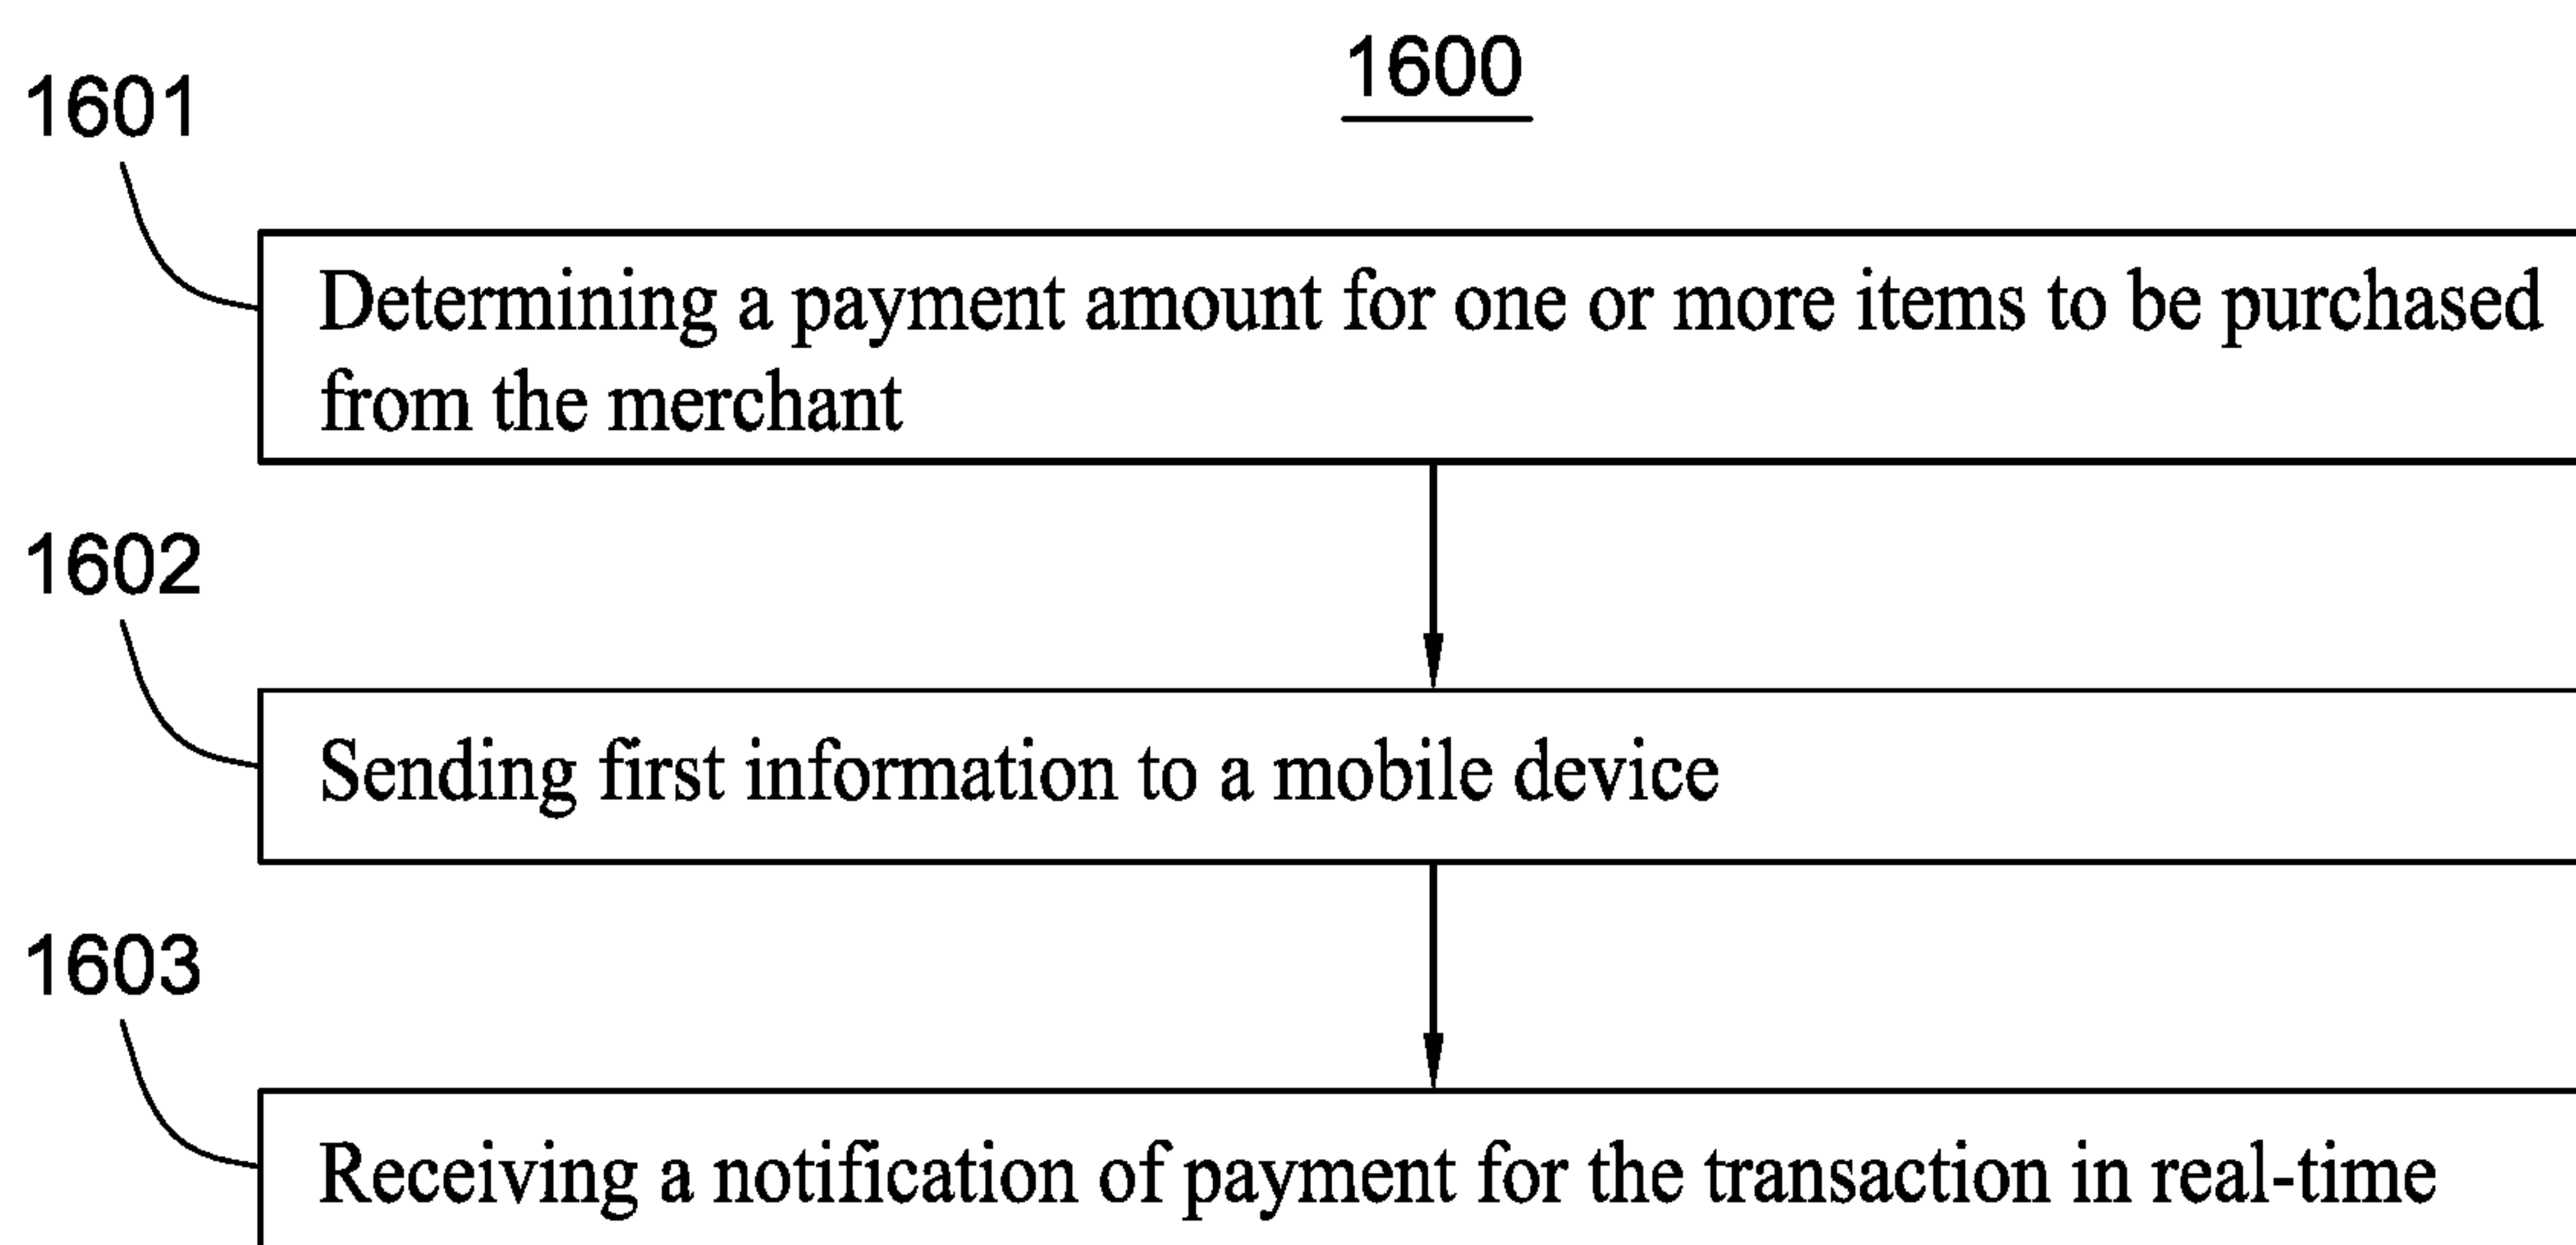 1600
1601
Determining a payment amount for one or more items to be purchased
from the merchant
1602
Sending first information to a mobile device
1603
Receiving a notification of payment for the transaction in real-time